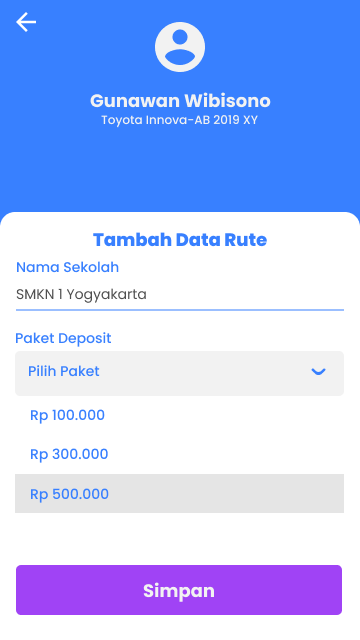 Gunawan Wibisono
Toyota Innova-AB 2019 XY
Tambah Data Rute
Nama Sekolah
SMKN 1 Yogyakarta
Paket Deposit
Pilih Paket
Rp 100.000
Rp 300.000
Rp 500.000
Simpan